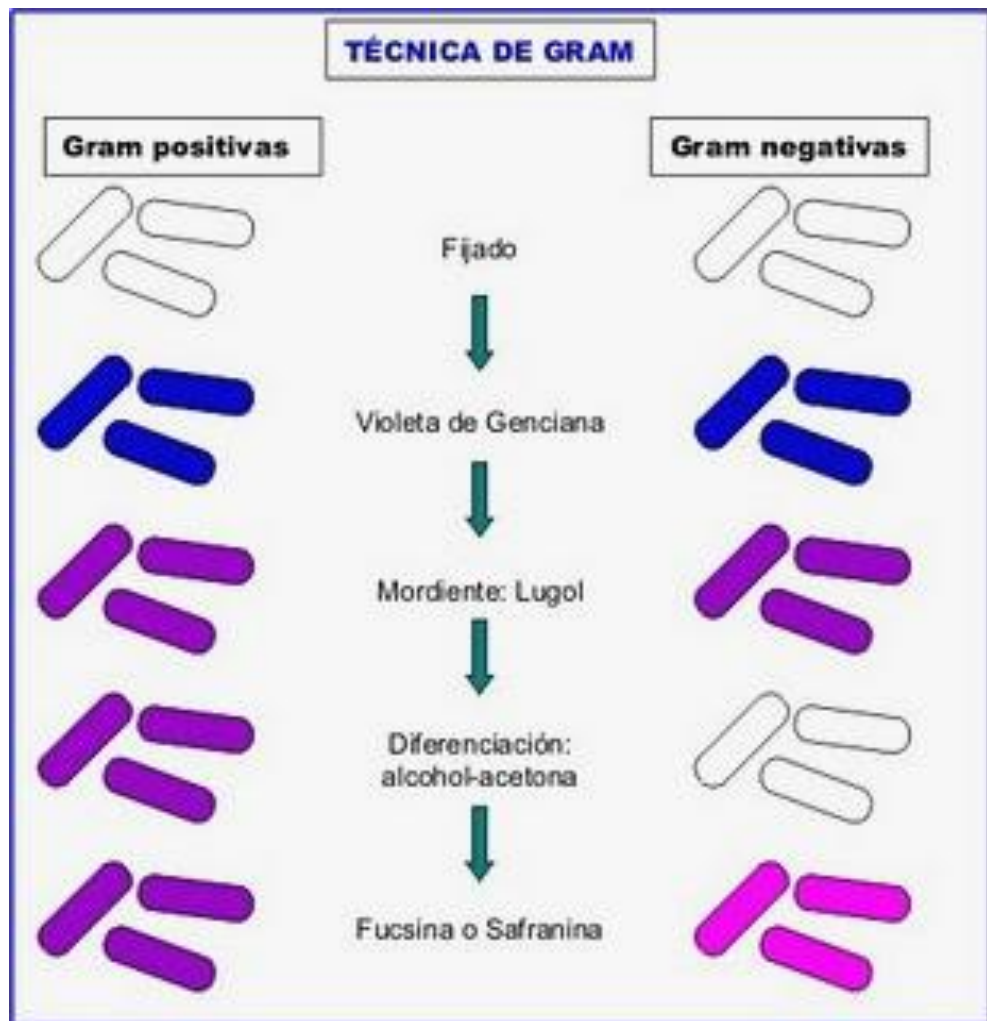 TÉCNICA DE GRAM
Gram positivas
Gram negativas
Fijado
Violeta de Genciana
Mordiente: Lugol
Diferenciación:
alcohol-acetona
Fucsina o Safranina